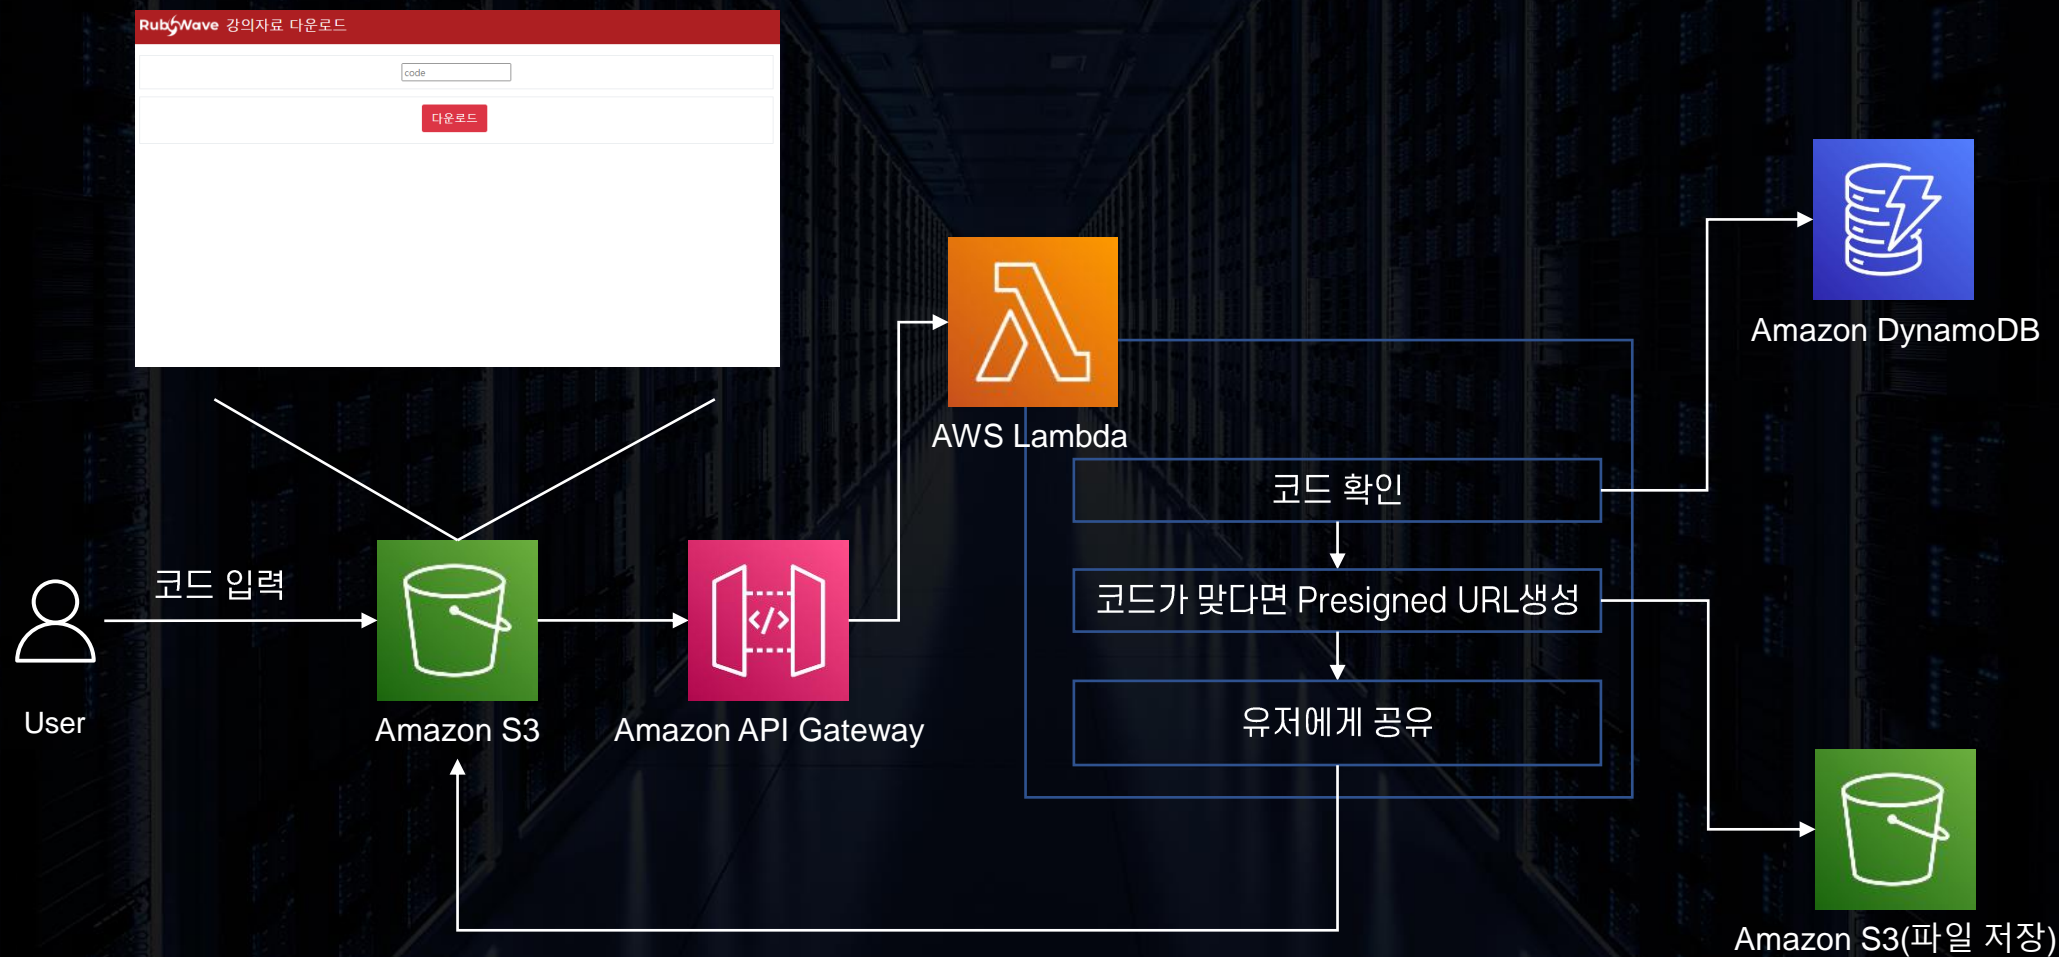 RubyWave 강의자료 다운로드
code
다운로드
Amazon DynamoDB
AWS Lambda
코드 확인
코드 입력
코드가 맞다면 Presigned URL생성
User
Amazon S3
Amazon API Gateway
유저에게 공유
Amazon S3(파일 저장)